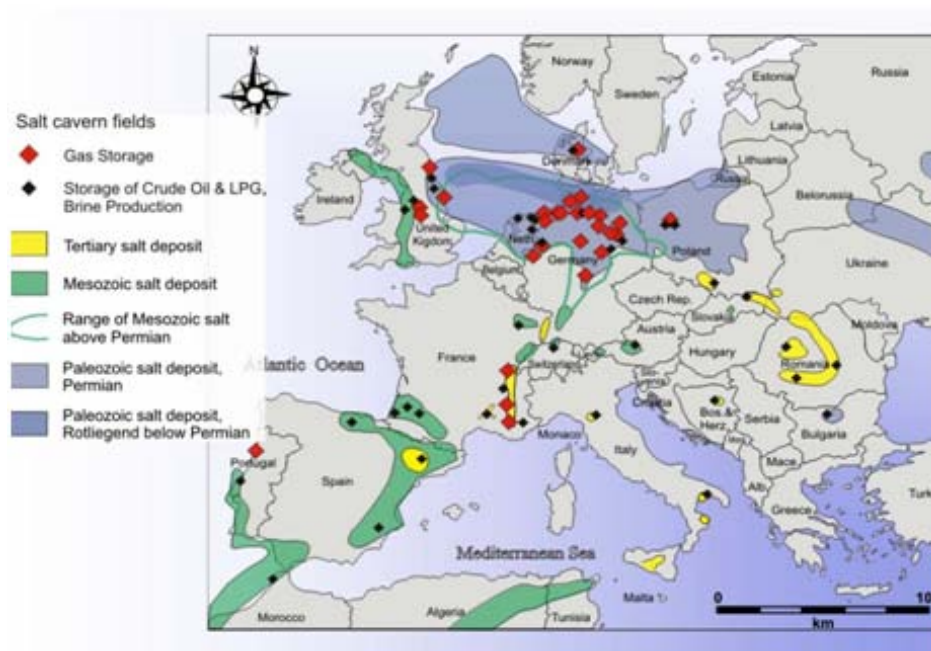 N
Salt cavern fields
Gas Storage
Storage of Crude Oil & LPG,
Brine Production
Tertiary salt deposit
Mesozoic salt deposit
Range of Mesozoic salt
above Permian
Paleozoic salt deposit,
Permian
Paleozoic salt deposit,
Rotliegend below Permian
Norway
Sweden
Estonia
Russia
Latvia
Denmark
Lithuania
Russia
Belorussia
Ireland
United
Kingdom
Neth.
Germany
Poland
Belgium
Ukraine
Czech Rep.
Slovakia
Moldova
Austria
France
Switzerland
Hungary
Romania
Atlantic Ocean
Croatia
Bos. &
Herz.
Serbia
Bulgaria
Monaco
Italy
Mace.
Alb.
Portugal
Spain
Greece
Turk
Mediterranean Sea
Malta
Morocco
Algeria
Tunisia
0
10
km